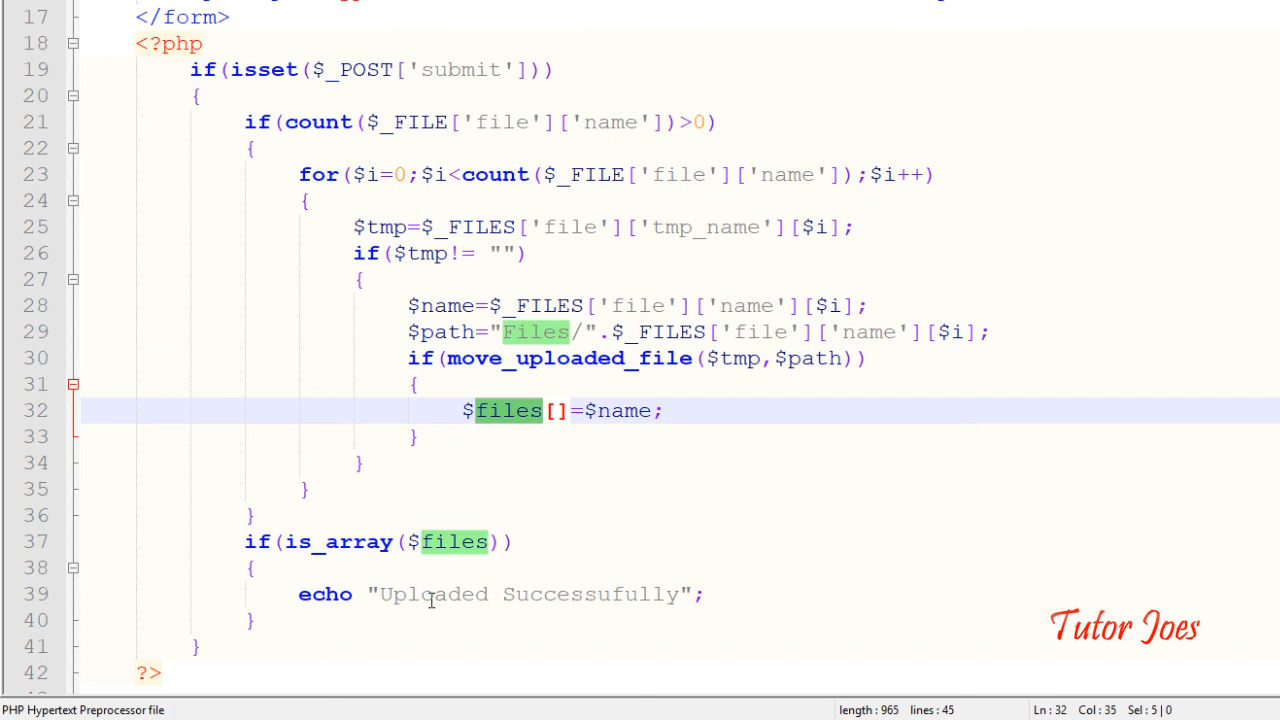 17 </form>
18 <?php
19 if(isset($_POST['submit']))
20 {
21 if(count($_FILE['file']['name'])>0)
22 {
23 for($i=0;$i<count($_FILE['file']['name']);$i++)
24 {
25 $tmp=$_FILES['file']['tmp_name'][$i];
26 if($tmp!= "")
27 {
28 $name=$_FILES['file']['name'][$i];
29 $path="Files/".$_FILES['file']['name'][$i];
30 if(move_uploaded_file($tmp,$path))
31 {
32 $files[]=$name;
33 }
34 }
35 }
36 }
37 if(is_array($files))
38 {
39 echo "Uploaded Successufully";
40 }
41 }
42 ?>
Tutor Joes
PHP Hypertext Preprocessor file length : 965 lines : 45 Ln : 32 Col : 35 Sel : 5 | 0